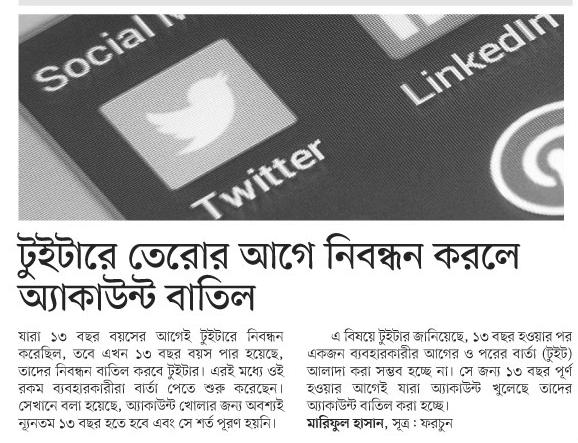 Social M
Twitter
LinkedIn
টুইটারে তেরোর আগে নিবন্ধন করলে
অ্যাকাউন্ট বাতিল
যারা ১৩ বছর বয়সের আগেই টুইটারে নিবন্ধন
করেছিল, তবে এখন ১৩ বছর বয়স পার হয়েছে,
তাদের নিবন্ধন বাতিল করবে টুইটার। এরই মধ্যে ওই
রকম ব্যবহারকারীরা বার্তা পেতে শুরু করেছেন।
সেখানে বলা হয়েছে, অ্যাকাউন্ট খোলার জন্য অবশ্যই
ন্যূনতম ১৩ বছর হতে হবে এবং সে শর্ত পূরণ হয়নি।
এ বিষয়ে টুইটার জানিয়েছে, ১৩ বছর হওয়ার পর
একজন ব্যবহারকারীর আগের ও পরের বার্তা (টুইট)
আলাদা করা সম্ভব হচ্ছে না। সে জন্য ১৩ বছর পূর্ণ
হওয়ার আগেই যারা অ্যাকাউন্ট খুলেছে তাদের
অ্যাকাউন্ট বাতিল করা হচ্ছে।
মারিফুল হাসান, সূত্র : ফরচুন